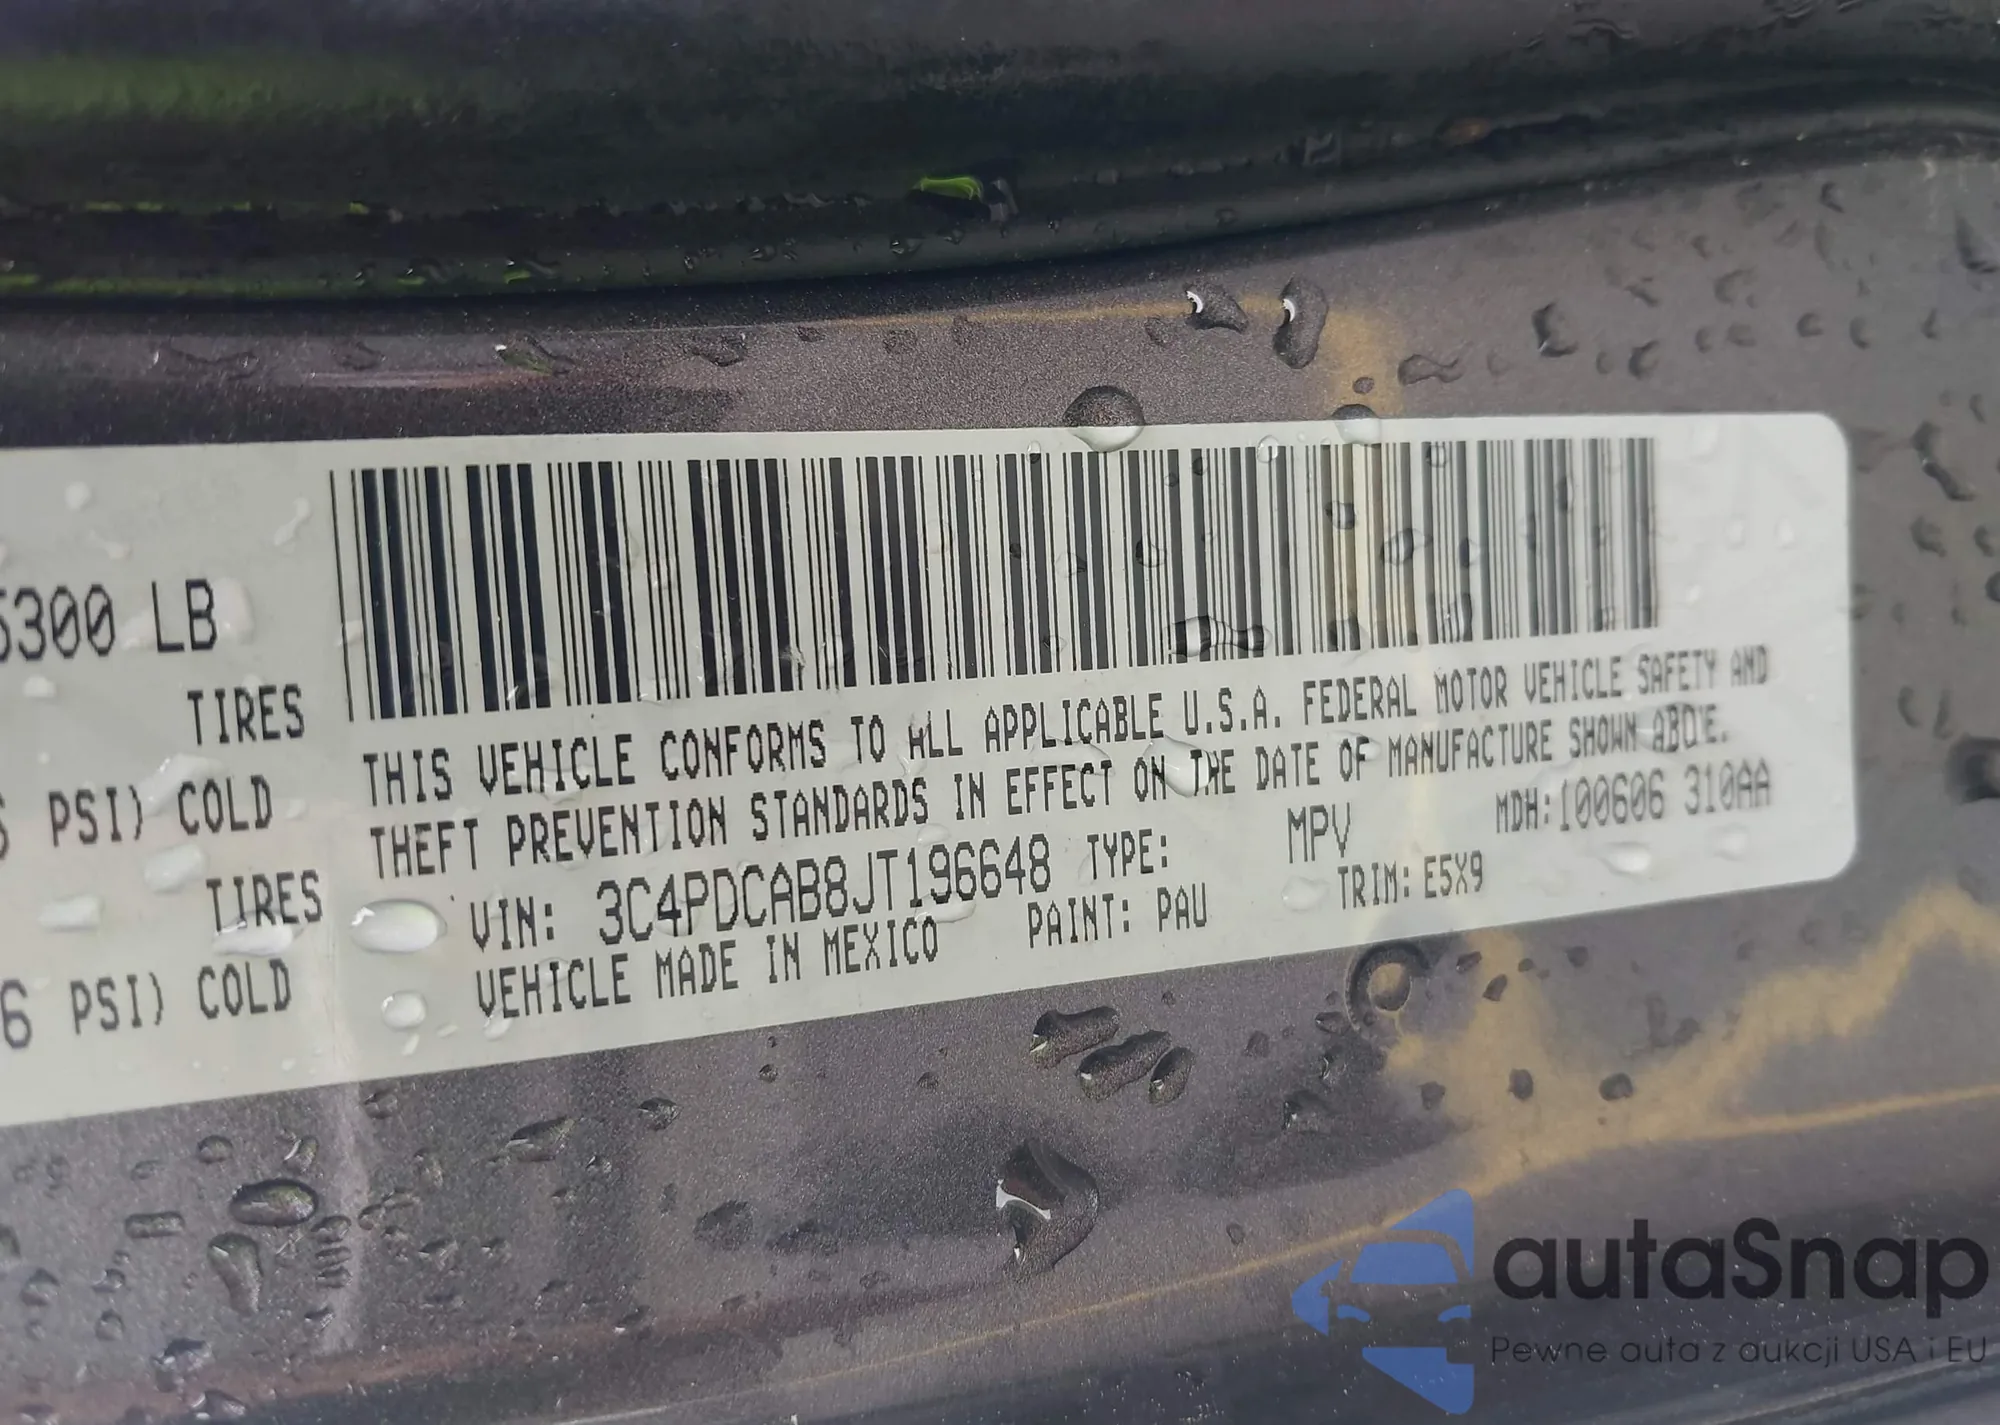 5300 LB
TIRES
PSI) COLD
TIRES
6 PSI) COLD
THIS VEHICLE CONFORMS TO ALL APPLICABLE U.S.A. FEDERAL MOTOR VEHICLE SAFETY AND
THEFT PREVENTION STANDARDS IN EFFECT ON THE DATE OF MANUFACTURE SHOWN ABOVE.
MDH:100606 310AA
VIN: 3C4PDCAB8JT196648 TYPE: MPV
VEHICLE MADE IN MEXICO PAINT: PAU TRIM: E5X9
autaSnap
Pewne auta z aukcji USA i EU